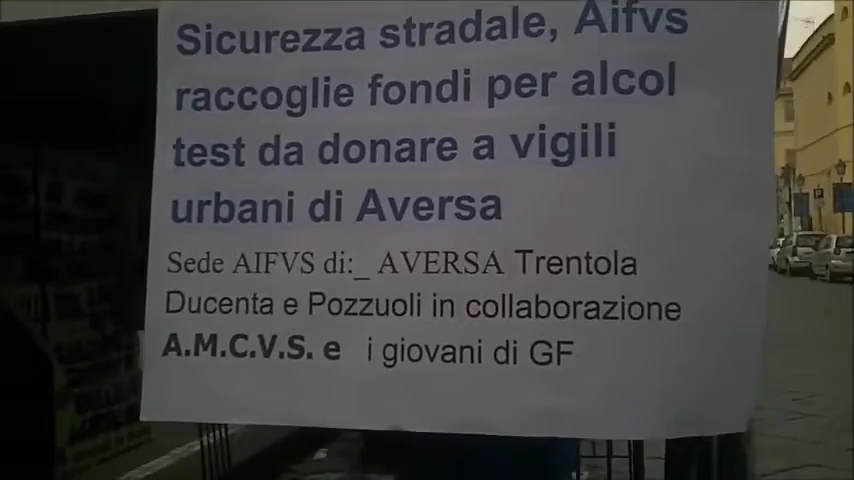 Sicurezza stradale, Aifvs
raccoglie fondi per alcol
test da donare a vigili
urbani di Aversa
Sede AIFVS di:_ AVERSA Trentola
Ducenta e Pozzuoli in collaborazione
A.M.C.V.S. e i giovani di GF
P